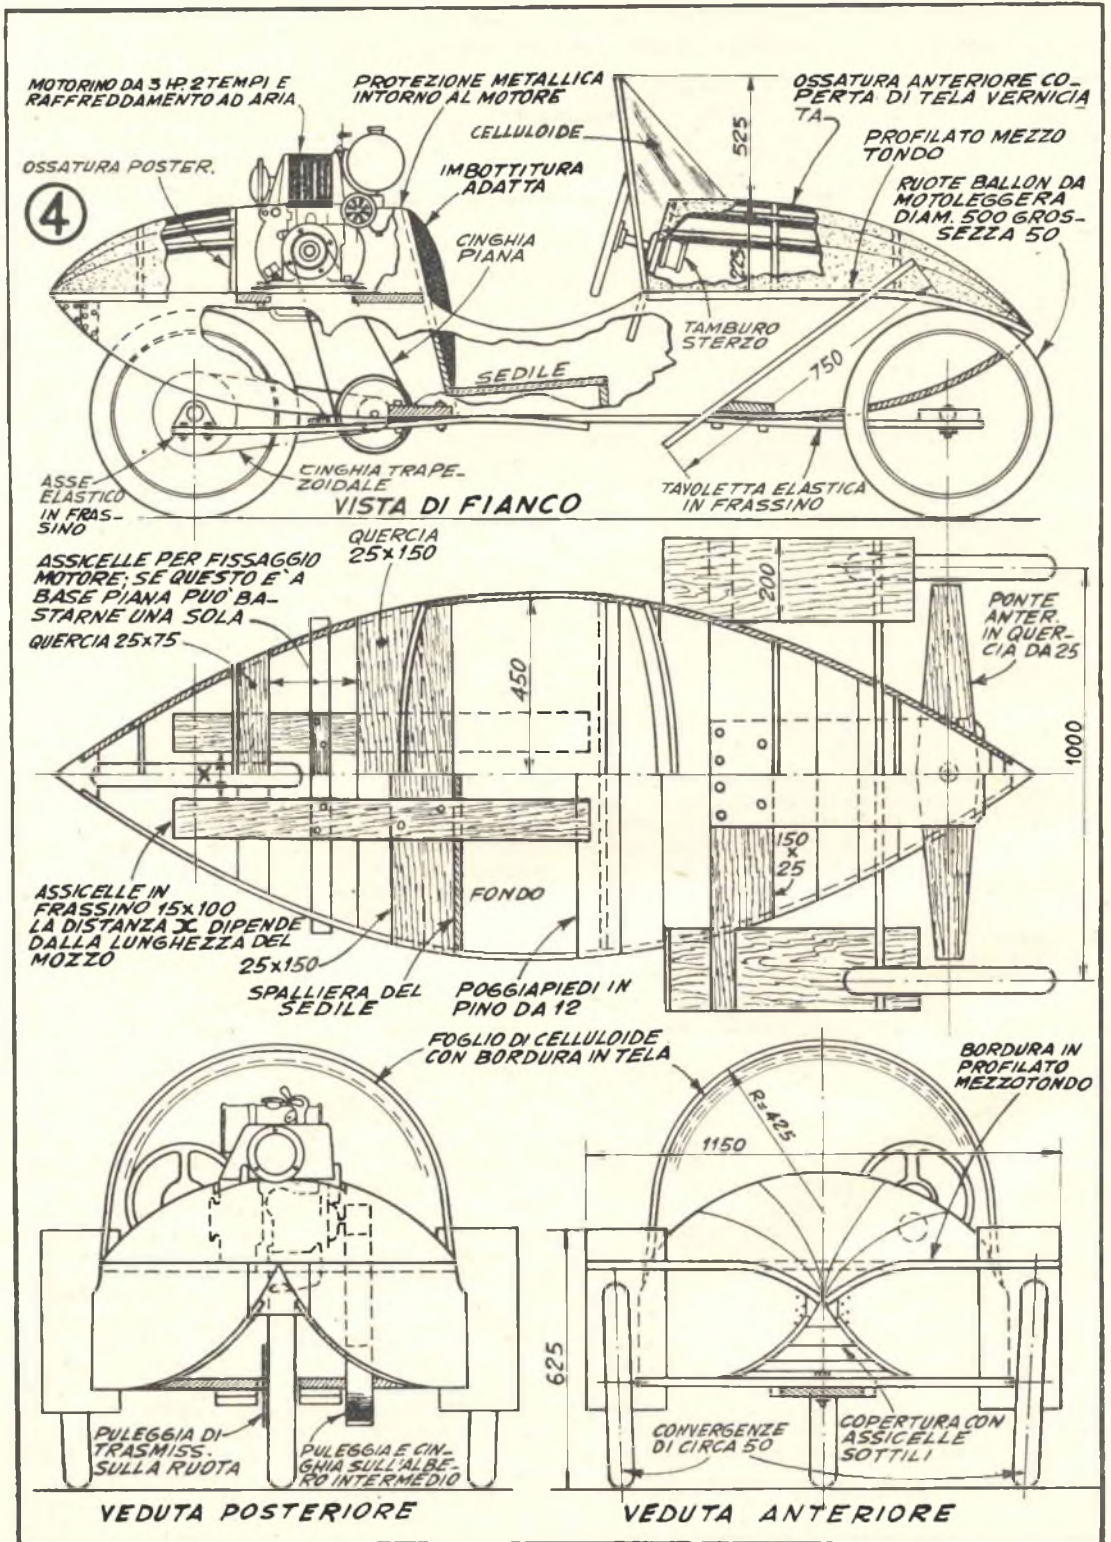 MOTORINO DA 3 HP. 2 TEMPI E
RAFFREDDAMENTO AD ARIA
PROTEZIONE METALLICA
INTORNO AL MOTORE
OSSATURA ANTERIORE CO-
PERTA DI TELA VERNICIA
TA
CELLULOIDE
525
PROFILATO MEZZO
TONDO
OSSATURA POSTER.
IMBOTTITURA
ADATTA
RUOTE BALLON DA
MOTOLEGGERA
DIAM. 500 GROS-
SEZZA 50
4
CINGHIA
PIANA
225
TAMBURO
STERZO
SEDILE
750
ASSE
ELASTICO
IN FRAS-
SINO
CINGHIA TRAPE-
ZOIDALE
TAVOLETTA ELASTICA
IN FRASSINO
VISTA DI FIANCO
ASSICELLE PER FISSAGGIO
MOTORE; SE QUESTO E' A
BASE PIANA PUO' BA-
STARNE UNA SOLA
QUERCIA
25x150
QUERCIA 25x75
200
PONTE
ANTER.
IN QUER-
CIA DA 25
450
1000
X
150
x
25
ASSICELLE IN
FRASSINO 15x100
LA DISTANZA X DIPENDE
DALLA LUNGHEZZA DEL
MOZZO
FONDO
25x150
SPALLIERA DEL
SEDILE
POGGIAPIEDI IN
PINO DA 12
FOGLIO DI CELLULOIDE
CON BORDURA IN TELA
BORDURA IN
PROFILATO
MEZZOTONDO
R=425
1150
625
PULEGGIA DI
TRASMISS.
SULLA RUOTA
PULEGGIA E CIN-
GHIA SULL'ALBE-
RO INTERMEDIO
CONVERGENZE
DI CIRCA 50
COPERTURA CON
ASSICELLE
SOTTILI
VEDUTA POSTERIORE
VEDUTA ANTERIORE